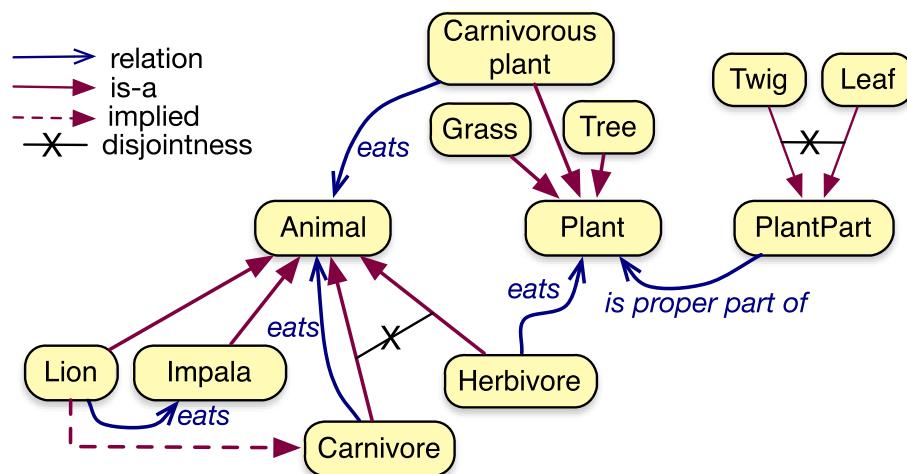 relation
is-a
implied
X disjointness
Carnivorous
plant
Twig
Leaf
Grass
Tree
X
eats
Animal
Plant
PlantPart
eats
is proper part of
eats
X
Lion
Impala
Herbivore
eats
Carnivore